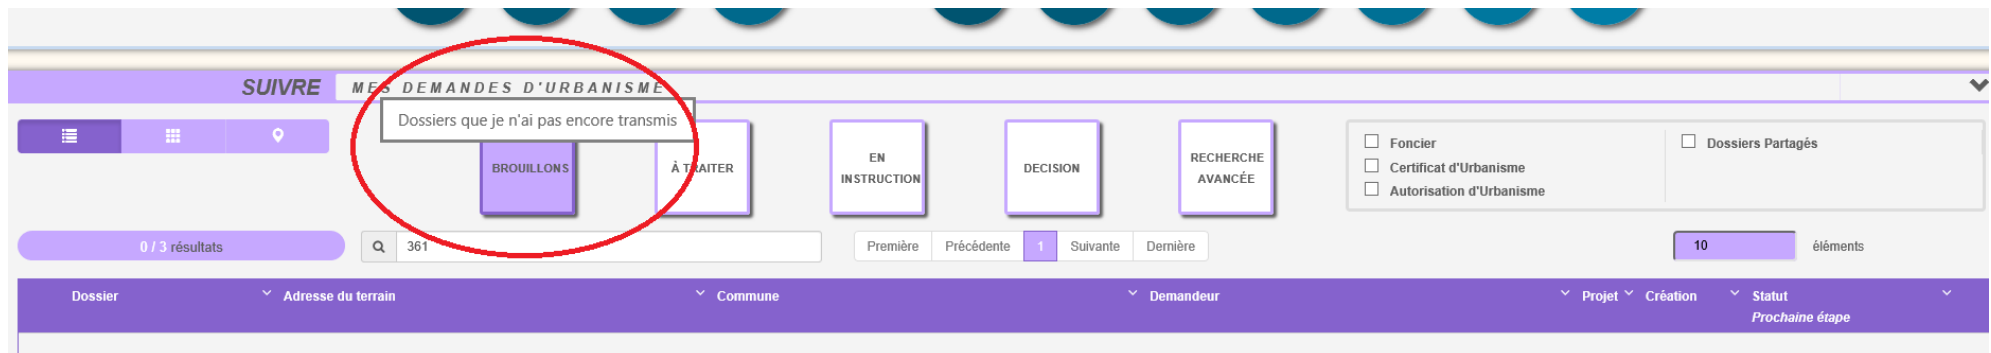 SUIVRE MES DEMANDES D'URBANISME
Dossiers que je n'ai pas encore transmis
BROUILLONS
À TRAITER
EN
INSTRUCTION
DECISION
RECHERCHE
AVANCÉE
Foncier
Certificat d'Urbanisme
Autorisation d'Urbanisme
Dossiers Partagés
0 / 3 résultats
361
Première Précédente 1 Suivante Dernière
10 éléments
Dossier Adresse du terrain Commune Demandeur Projet Création Statut
Prochaine étape